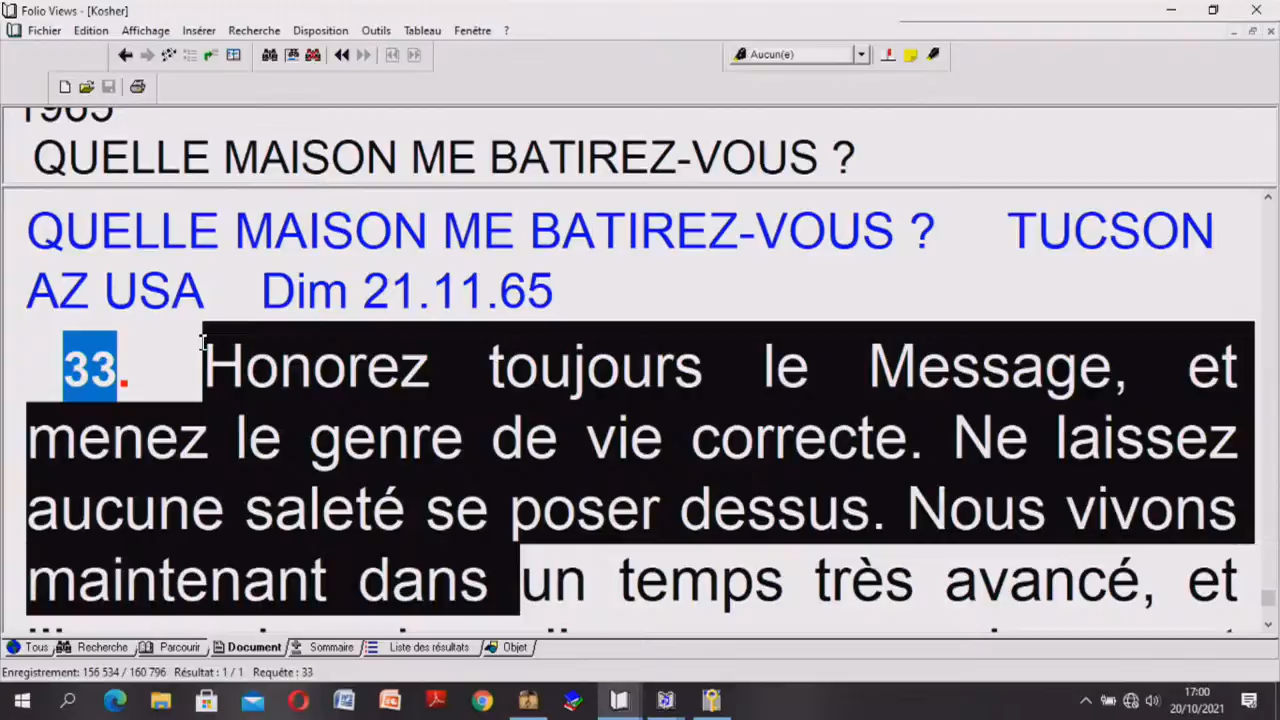 Folio Views - [Kosher]
Fichier Edition Affichage Insérer Recherche Disposition Outils Tableau Fenêtre ?
Aucun(e)
1965
QUELLE MAISON ME BATIREZ-VOUS ?
QUELLE MAISON ME BATIREZ-VOUS ? TUCSON
AZ USA Dim 21.11.65
33. Honorez toujours le Message, et
menez le genre de vie correcte. Ne laissez
aucune saleté se poser dessus. Nous vivons
maintenant dans un temps très avancé, et
Tous Recherche Parcourir Document Sommaire Liste des résultats Objet
Enregistrement: 156 534 / 160 796 Résultat : 1 / 1 Requête : 33
17:00
20/10/2021